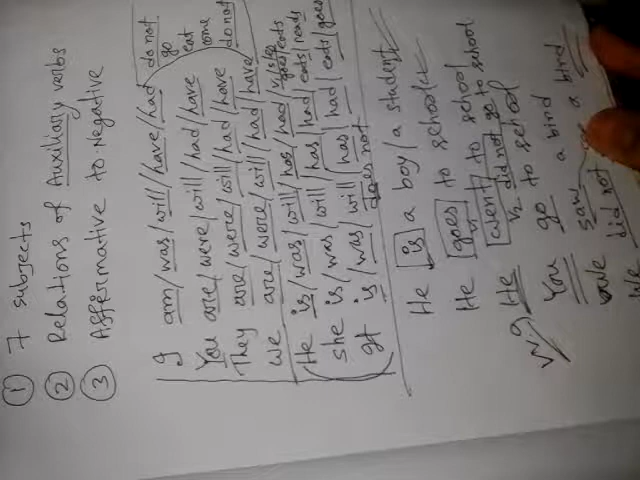 ① 7 subjects
② Relations of Auxiliary verbs
③ Affirmative to Negative
I am/was/will/have/had do not
go
eat
come
You are/were/will/had/have do not
They are/were/will/had/have
We are/were/will/had/have
He is/was/will/has/had/ eats/reads
she is/was/will/has/had/eats/goes
It is/was/will/has/had/eats/goes
does not
He is a boy/a student
He goes to school
He went to school
V₂ did not go to school
You go to school
We saw a bird
did not a bird
We